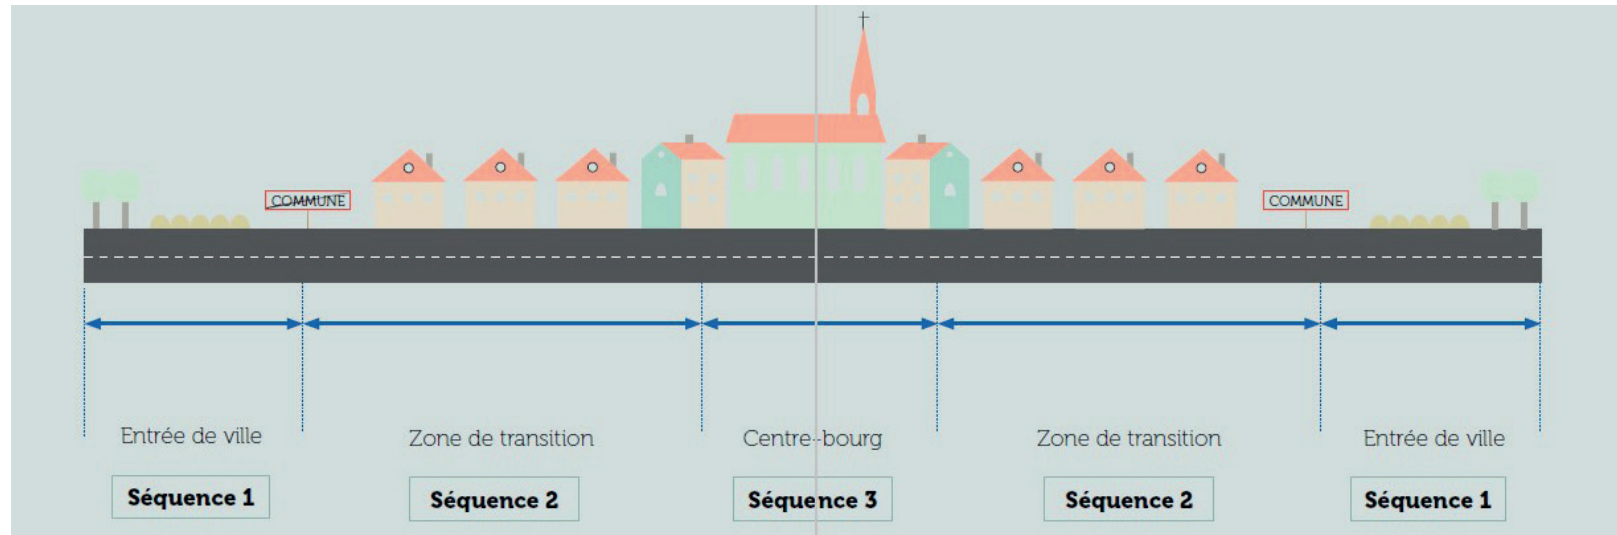 COMMUNE
COMMUNE
Entrée de ville
Zone de transition
Centre-bourg
Zone de transition
Entrée de ville
Séquence 1
Séquence 2
Séquence 3
Séquence 2
Séquence 1